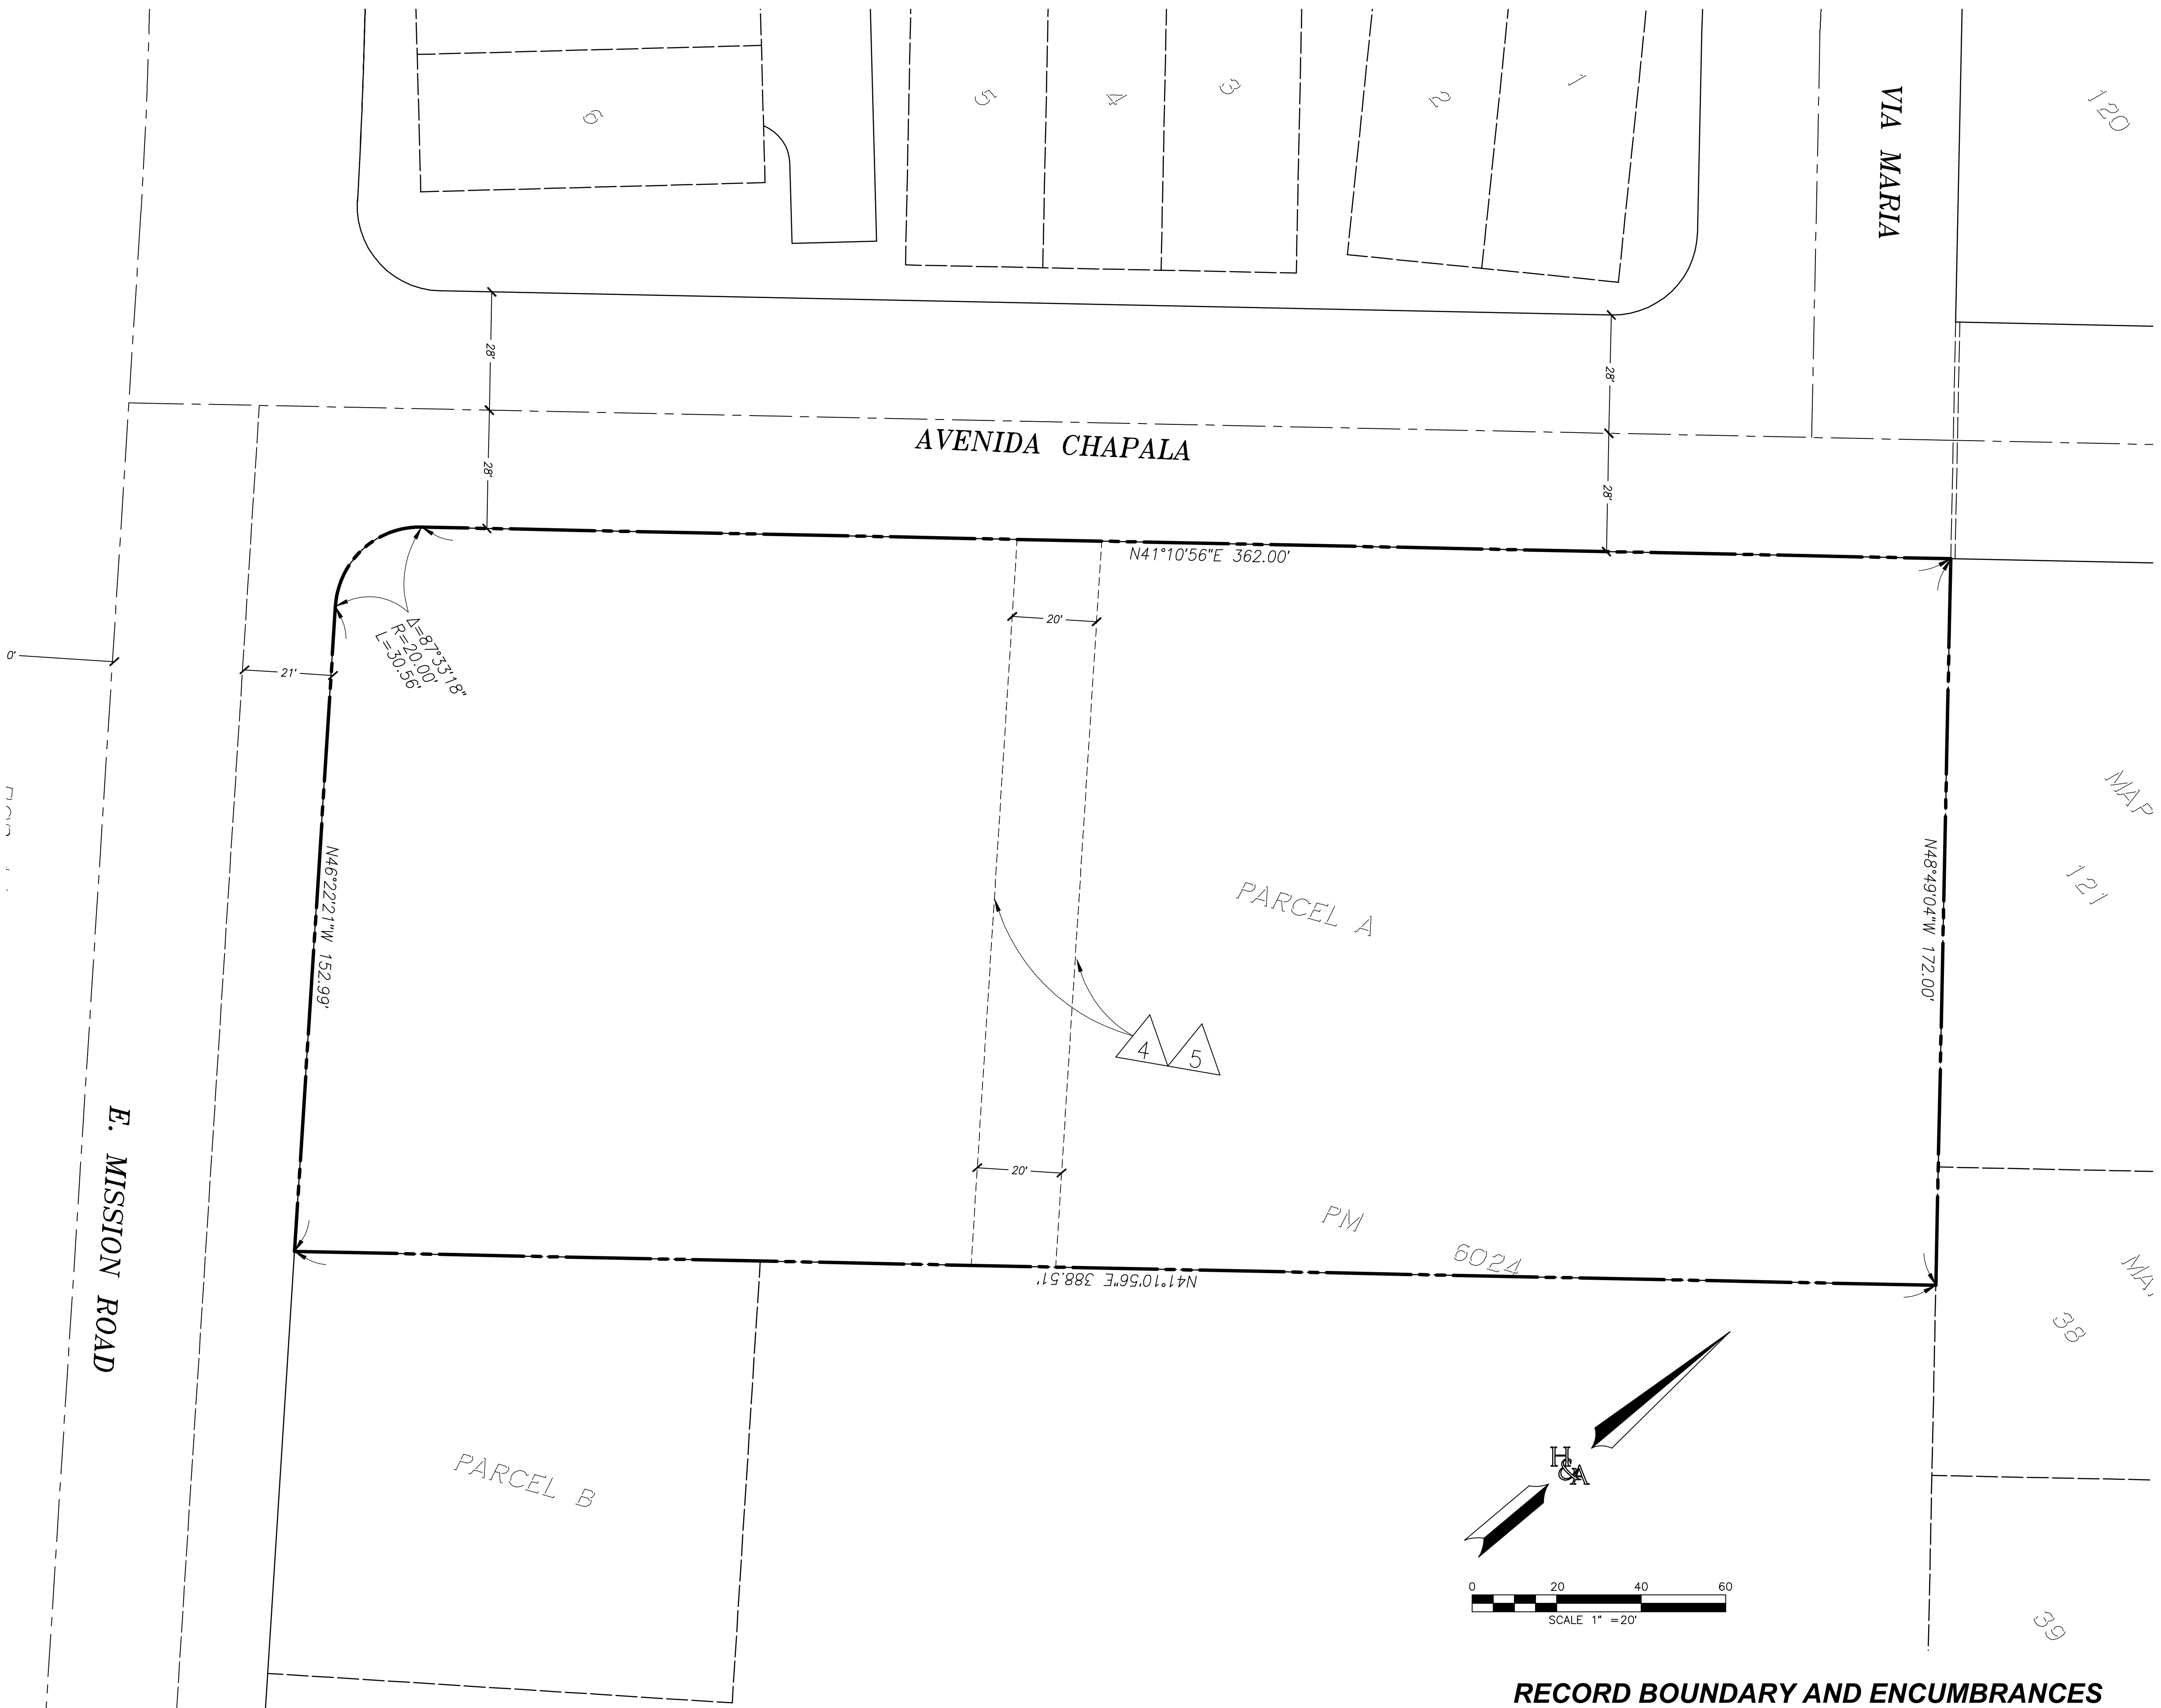 6
5
4
3
2
1
VIA MARIA
120
28'
28'
28'
28'
AVENIDA CHAPALA
N41°10'56"E 362.00'
20'
Δ=87°33'18"
R=20.00'
L=30.56'
0'
21'
N46°22'21"W 152.99'
PARCEL A
N48°49'04"W 172.00'
MAP
121
4
5
E. MISSION ROAD
20'
PM 6024
N41°10'56"E 388.51'
38
PARCEL B
H&A
0 20 40 60
SCALE 1" =20'
39
RECORD BOUNDARY AND ENCUMBRANCES